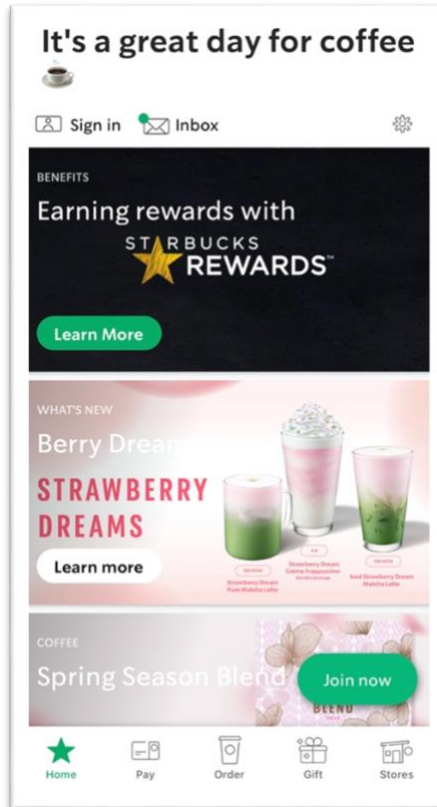 It's a great day for coffee
Sign in
Inbox
BENEFITS
Earning rewards with
STARBUCKS
REWARDS™
Learn More
WHAT'S NEW
Berry Dream
STRAWBERRY
DREAMS
Learn more
Strawberry Dream
Pure Matcha Latte
Strawberry Dream
Crème Frappuccino
Iced Strawberry Dream
Matcha Latte
COFFEE
Spring Season Blend
BLEND
Join now
Home
Pay
Order
Gift
Stores